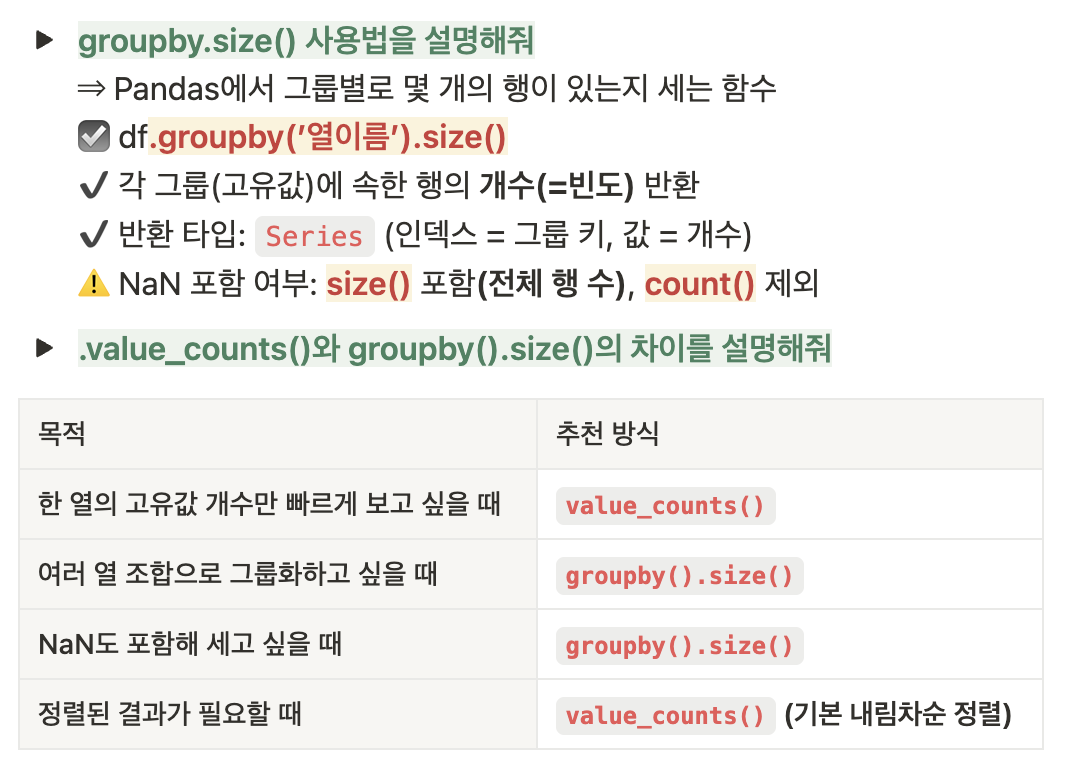 ▶ groupby.size() 사용법을 설명해줘
⇒ Pandas에서 그룹별로 몇 개의 행이 있는지 세는 함수
☑️ df.groupby(’열이름’).size()
✔️ 각 그룹(고유값)에 속한 행의 개수(=빈도) 반환
✔️ 반환 타입: Series (인덱스 = 그룹 키, 값 = 개수)
⚠️ NaN 포함 여부: size() 포함(전체 행 수), count() 제외
▶ .value_counts()와 groupby().size()의 차이를 설명해줘
목적 추천 방식
한 열의 고유값 개수만 빠르게 보고 싶을 때 value_counts()
여러 열 조합으로 그룹화하고 싶을 때 groupby().size()
NaN도 포함해 세고 싶을 때 groupby().size()
정렬된 결과가 필요할 때 value_counts() (기본 내림차순 정렬)